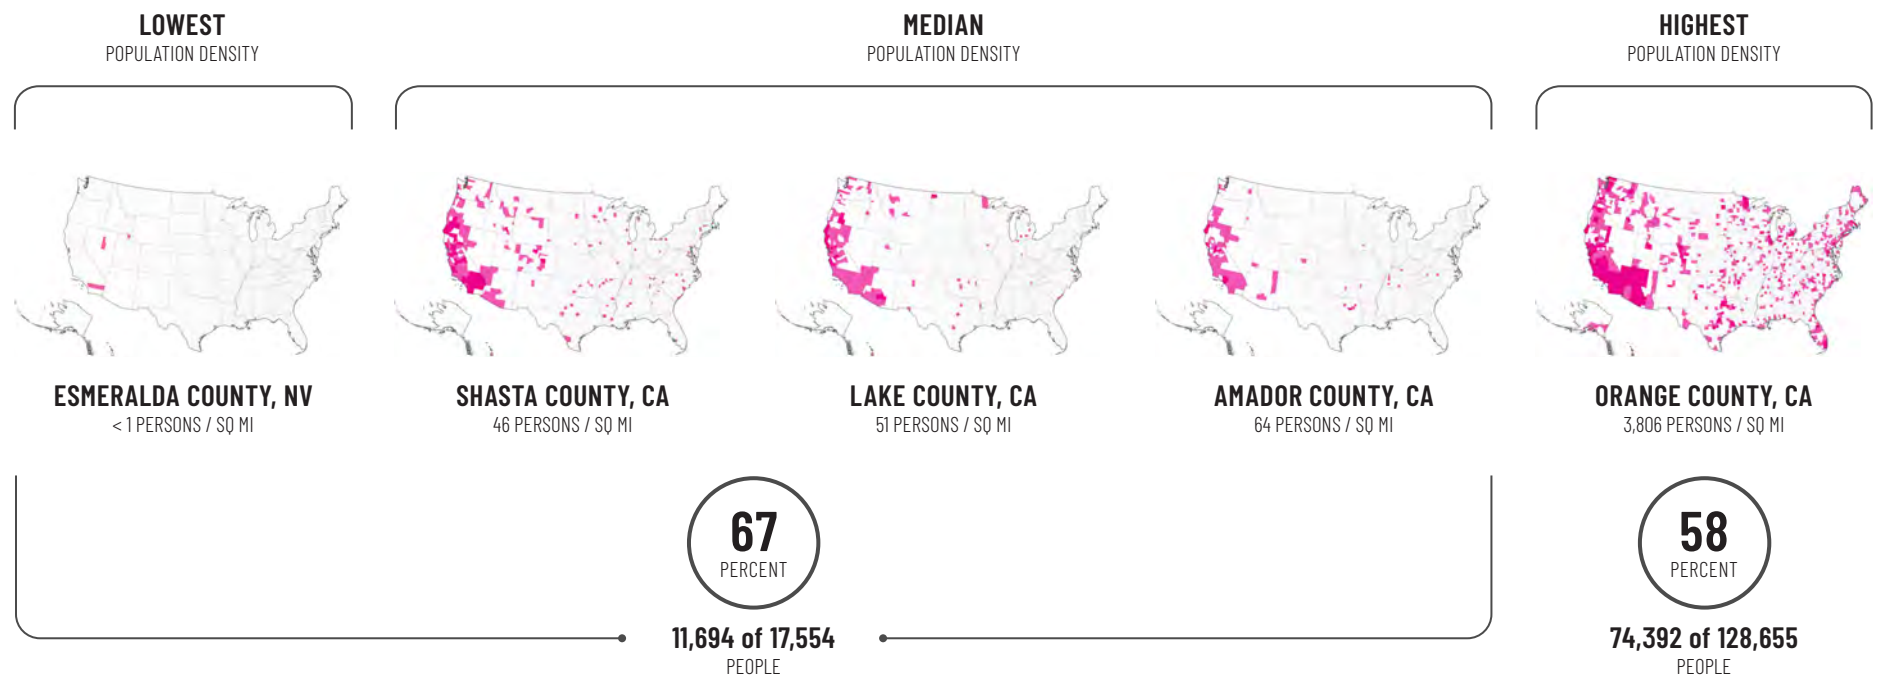 LOWEST
POPULATION DENSITY
MEDIAN
POPULATION DENSITY
HIGHEST
POPULATION DENSITY
ESMERALDA COUNTY, NV
< 1 PERSONS / SQ MI
SHASTA COUNTY, CA
46 PERSONS / SQ MI
LAKE COUNTY, CA
51 PERSONS / SQ MI
AMADOR COUNTY, CA
64 PERSONS / SQ MI
ORANGE COUNTY, CA
3,806 PERSONS / SQ MI
67
PERCENT
11,694 of 17,554
PEOPLE
58
PERCENT
74,392 of 128,655
PEOPLE